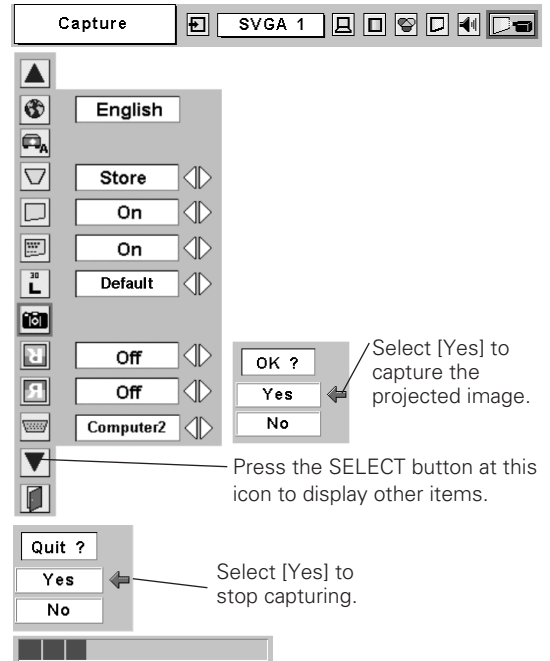 Capture
SVGA 1
English
A
Store
On
On
30
L
Default
R
Off
R
Off
Computer2
OK ?
Yes
No
Select [Yes] to
capture the
projected image.
Press the SELECT button at this
icon to display other items.
Quit ?
Yes
No
Select [Yes] to
stop capturing.